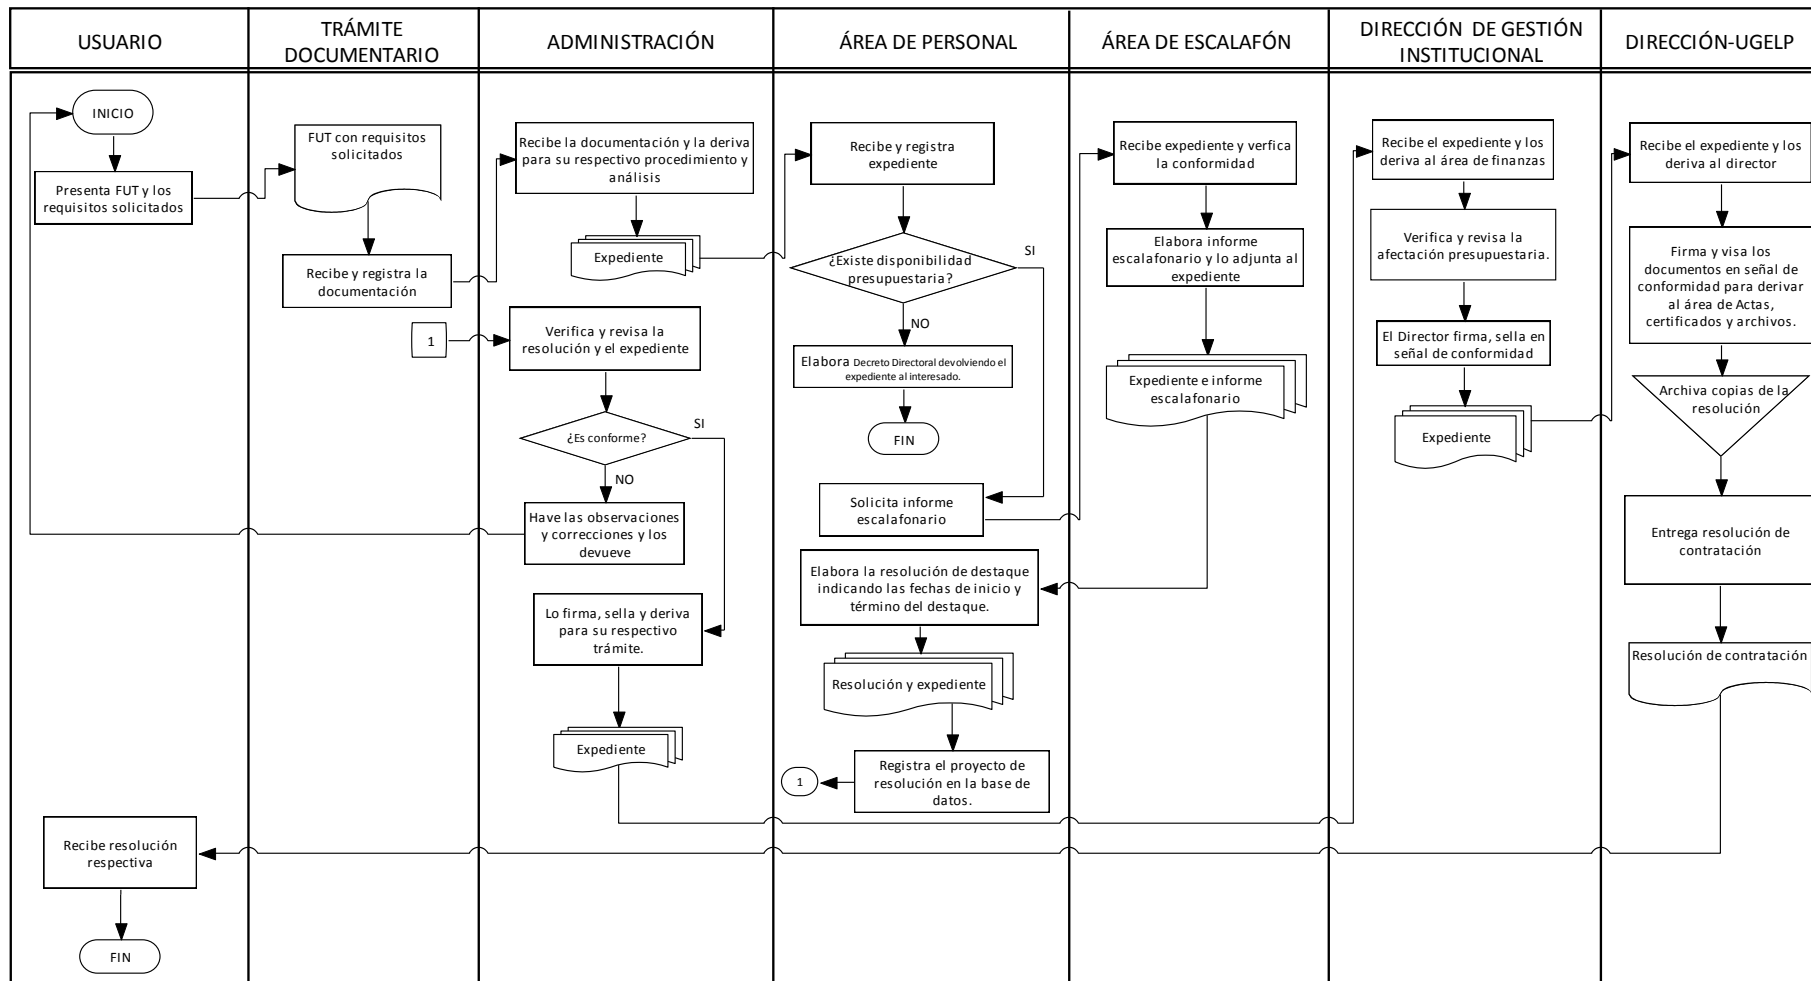 USUARIO
TRÁMITE
DOCUMENTARIO
ADMINISTRACIÓN
ÁREA DE PERSONAL
ÁREA DE ESCALAFÓN
DIRECCIÓN DE GESTIÓN
INSTITUCIONAL
DIRECCIÓN-UGELP
INICIO
Presenta FUT y los
requisitos solicitados
Recibe resolución
respectiva
FIN
FUT con requisitos
solicitados
Recibe y registra la
documentación
1
Recibe la documentación y la deriva
para su respectivo procedimiento y
análisis
Expediente
Verifica y revisa la
resolución y el expediente
¿Es conforme?
SI
NO
Have las observaciones
y correcciones y los
devueve
Lo firma, sella y deriva
para su respectivo
trámite.
Expediente
Recibe y registra
expediente
¿Existe disponibilidad
presupuestaria?
SI
NO
Elabora Decreto Directoral devolviendo el
expediente al interesado.
FIN
Solicita informe
escalafonario
Elabora la resolución de destaque
indicando las fechas de inicio y
término del destaque.
Resolución y expediente
Registra el proyecto de
resolución en la base de
datos.
1
Recibe expediente y verfica
la conformidad
Elabora informe
escalafonario y lo adjunta al
expediente
Expediente e informe
escalafonario
Recibe el expediente y los
deriva al área de finanzas
Verifica y revisa la
afectación presupuestaria.
El Director firma, sella en
señal de conformidad
Expediente
Recibe el expediente y los
deriva al director
Firma y visa los
documentos en señal de
conformidad para derivar
al área de Actas,
certificados y archivos.
Archiva copias de la
resolución
Entrega resolución de
contratación
Resolución de contratación